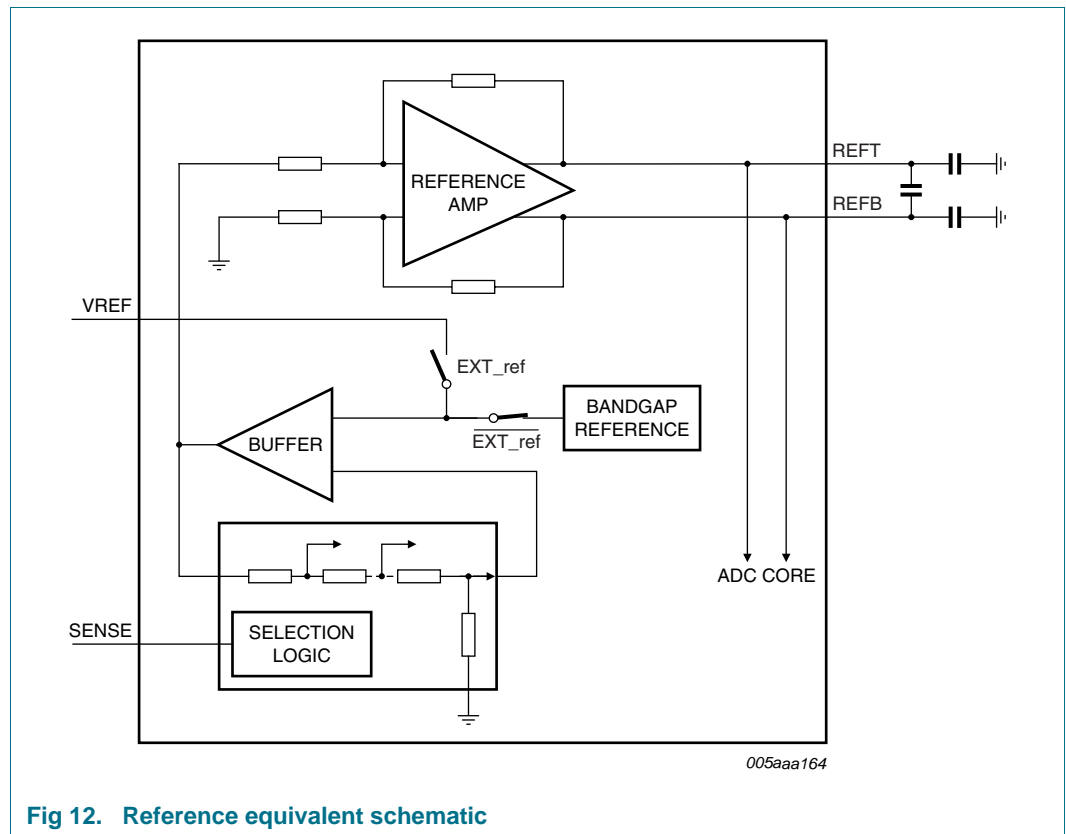 REFERENCE
AMP
REFT
REFB
VREF
EXT_ref
BANDGAP
REFERENCE
EXT_ref
BUFFER
ADC CORE
SENSE
SELECTION
LOGIC
005aaa164
Fig 12. Reference equivalent schematic